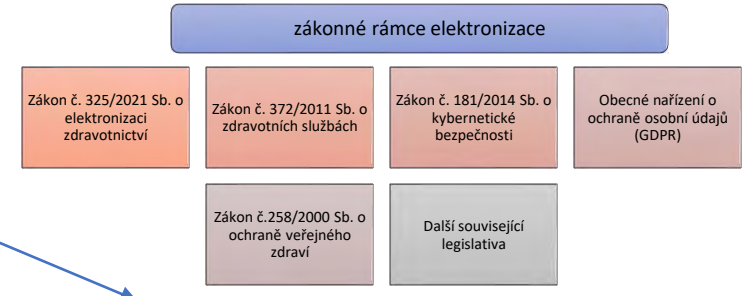 zákonné rámce elektronizace
Zákon č. 325/2021 Sb. o
elektronizaci
zdravotnictví
Zákon č. 372/2011 Sb. o
zdravotních službách
Zákon č. 181/2014 Sb. o
kybernetické
bezpečnosti
Obecné nařízení o
ochraně osobní údajů
(GDPR)
Zákon č.258/2000 Sb. o
ochraně veřejného
zdraví
Další související
legislativa